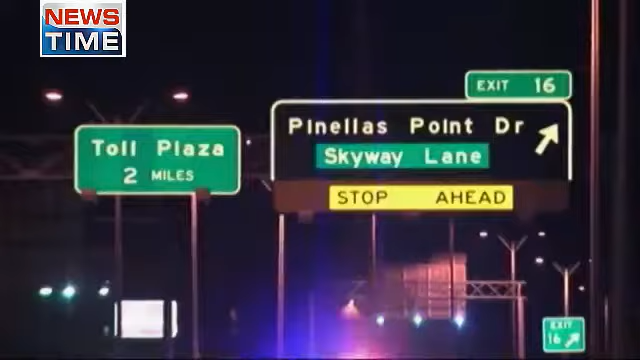 NEWS
TIME
EXIT 16
Pinellas Point Dr
Skyway Lane
STOP AHEAD
Toll Plaza
2 MILES
EXIT
16